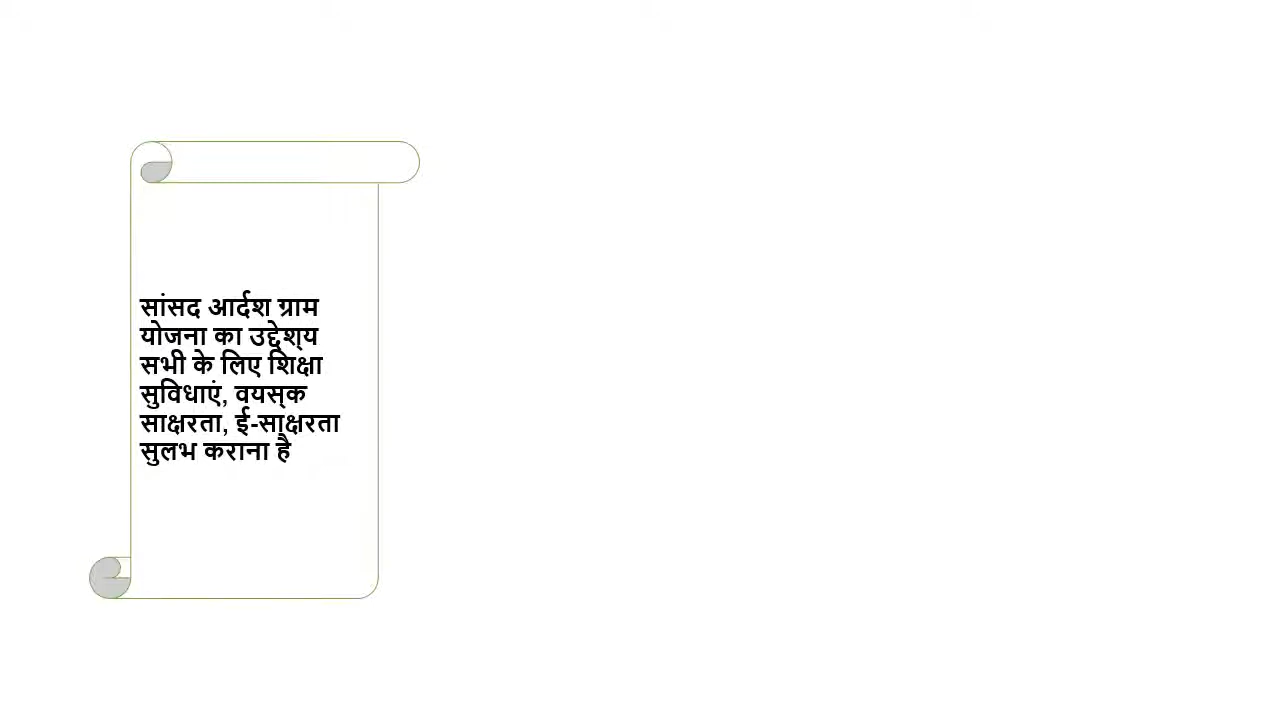 सांसद आर्दश ग्राम
योजना का उद्देश्य
सभी के लिए शिक्षा
सुविधाएं, वयस्क
साक्षरता, ई-साक्षरता
सुलभ कराना है